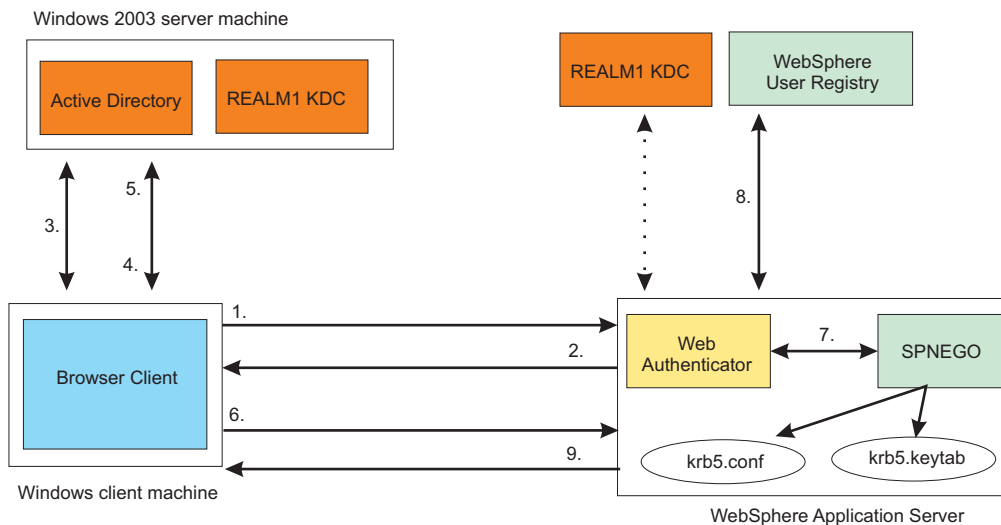 Windows 2003 server machine
Active Directory
REALM1 KDC
REALM1 KDC
WebSphere
User Registry
3.
5.
4.
8.
1.
2.
6.
9.
Browser Client
Windows client machine
Web
Authenticator
7.
SPNEGO
krb5.conf
krb5.keytab
WebSphere Application Server